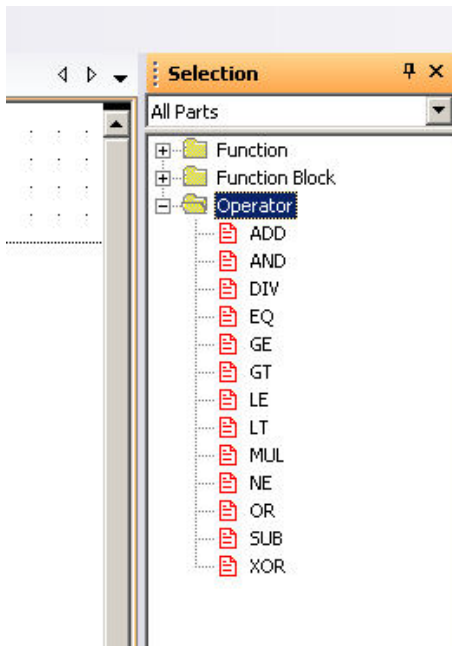 Selection
All Parts
Function
Function Block
Operator
ADD
AND
DIV
EQ
GE
GT
LE
LT
MUL
NE
OR
SUB
XOR